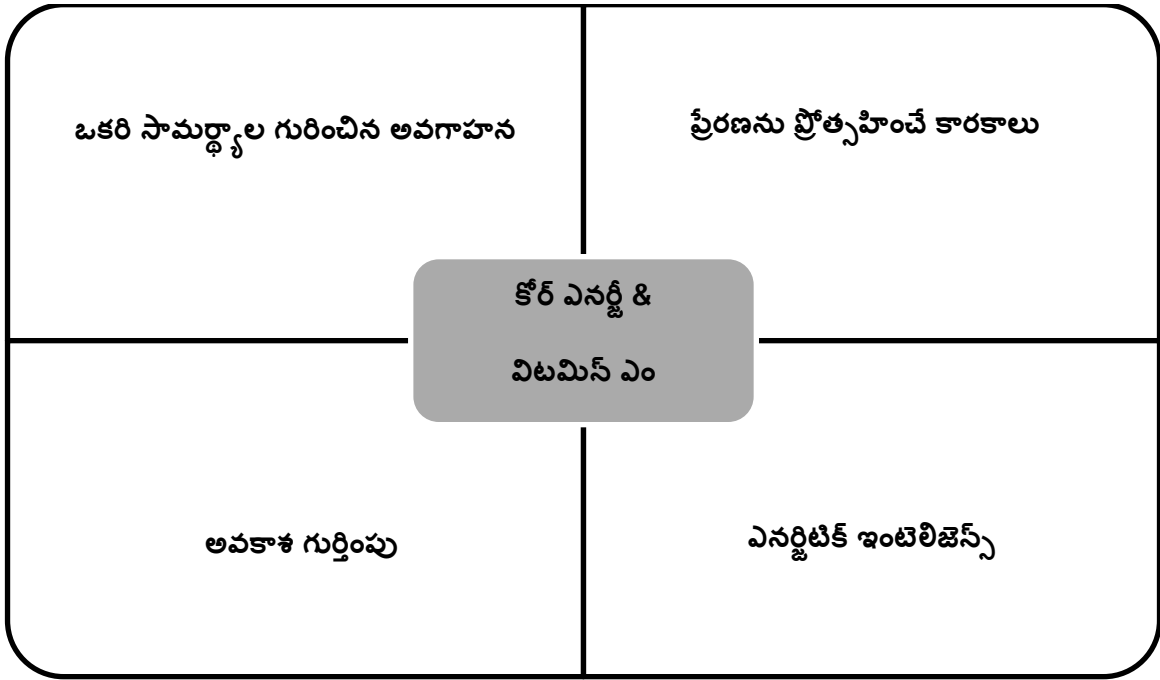 ఒకరి సామర్థ్యాల గురించిన అవగాహన
ప్రేరణను ప్రోత్సహించే కారకాలు
కోర్ ఎనర్జీ &
విటమిన్ ఎం
అవకాశ గుర్తింపు
ఎనర్జిటిక్ ఇంటెలిజెన్స్